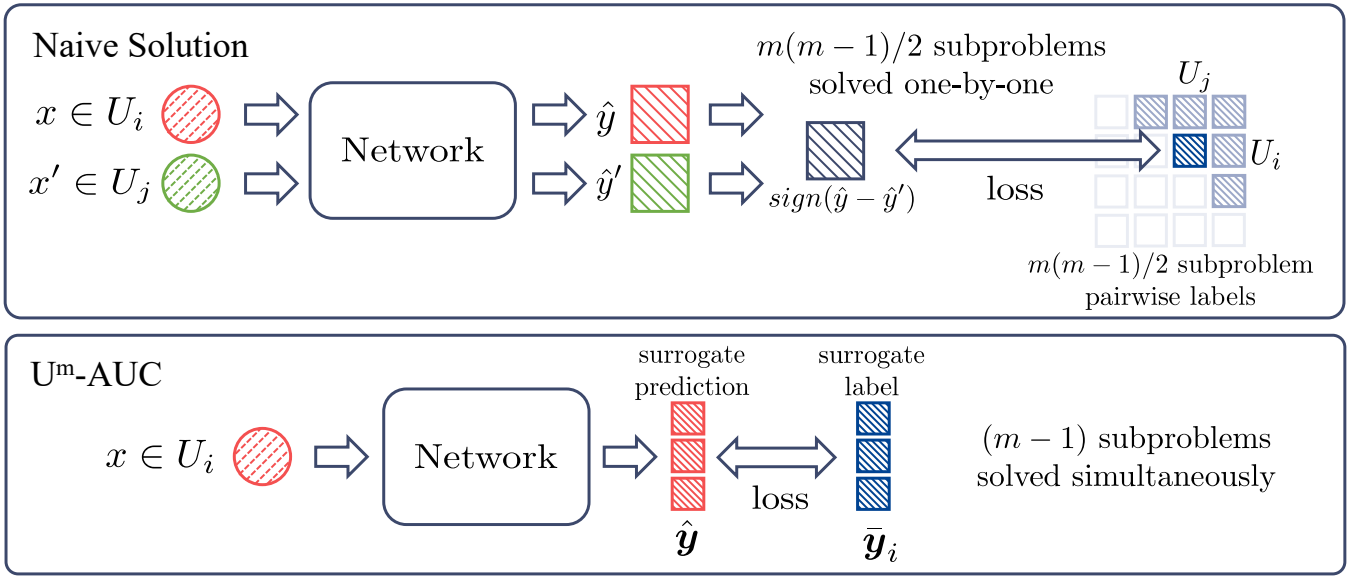 Naive Solution
x ∈ U_i
x′ ∈ U_j
Network
ŷ
ŷ′
m(m − 1)/2 subproblems
solved one-by-one
sign(ŷ − ŷ′)
loss
U_j
U_i
m(m − 1)/2 subproblem
pairwise labels
Uᵐ-AUC
x ∈ U_i
Network
surrogate
prediction
ŷ
loss
surrogate
label
ȳ_i
(m − 1) subproblems
solved simultaneously